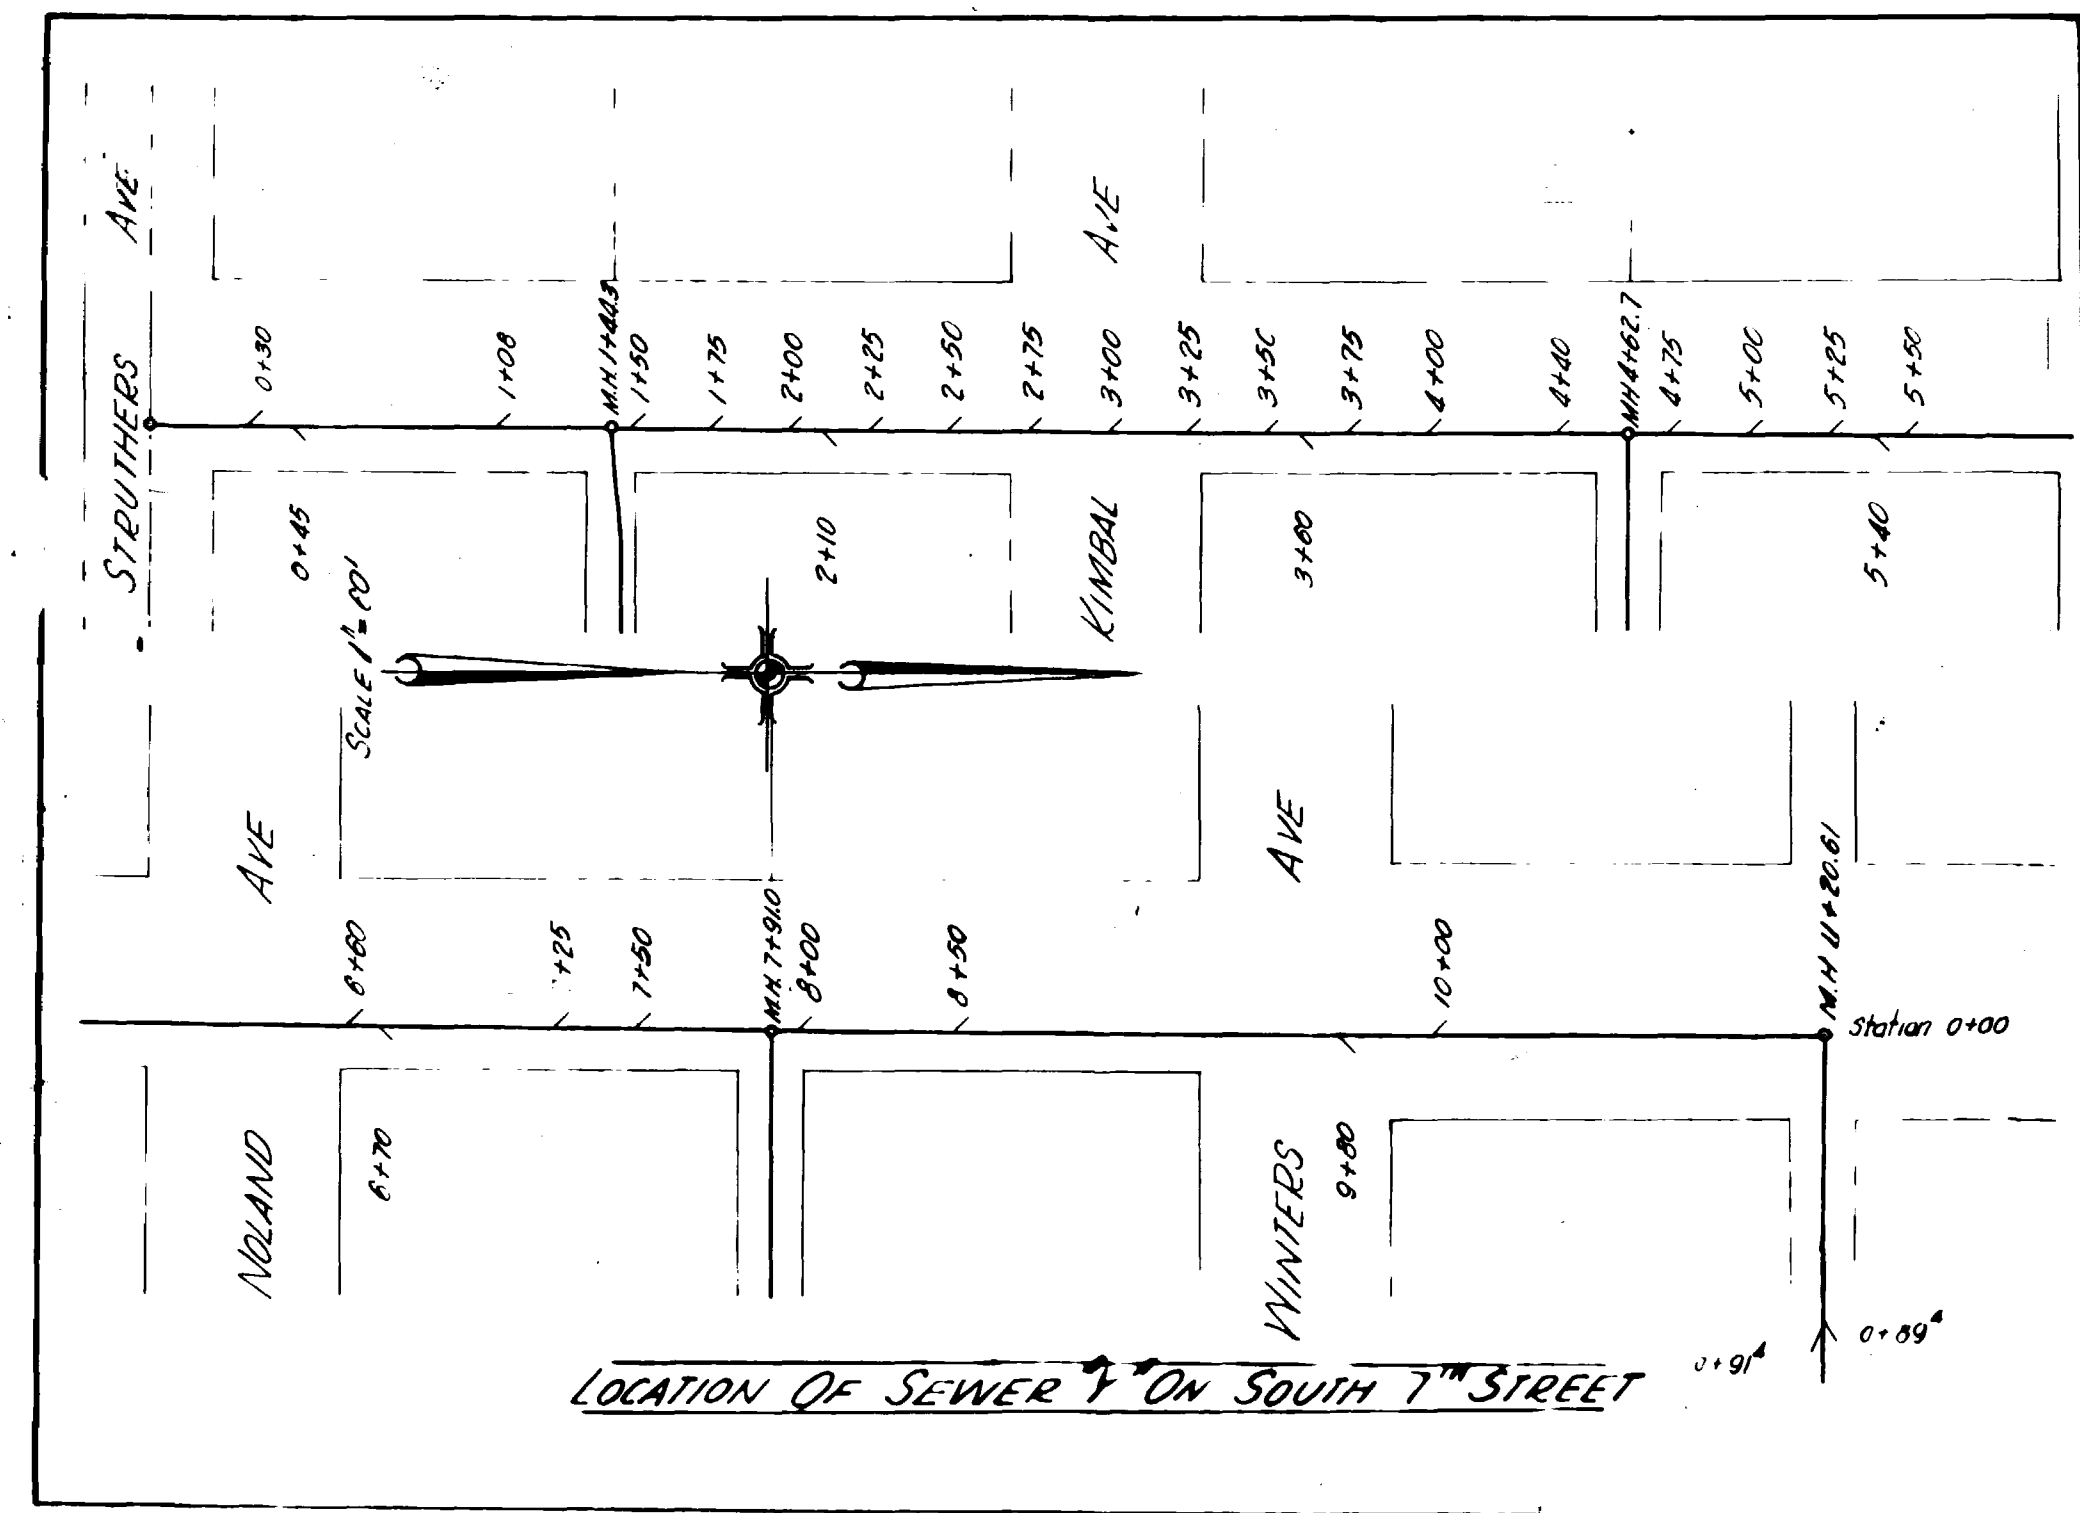 STRUTHERS AVE
0+30
1+08
M.H. 1+44.3
1+50
1+75
2+00
2+25
2+50
2+75
3+00
3+25
3+50
3+75
4+00
4+40
MH 4+62.7
4+75
5+00
5+25
5+50
0+45
2+10
KIMBAL AVE
3+60
5+40
SCALE 1"=
NOLAND AVE
6+60
+25
7+50
M.H. 7+91.0
8+00
8+50
WINTERS AVE
10+00
M.H 11+20.61
Station 0+00
6+70
9+80
0+91⁴
0+89⁴
LOCATION OF SEWER "Y" ON SOUTH 7TH STREET